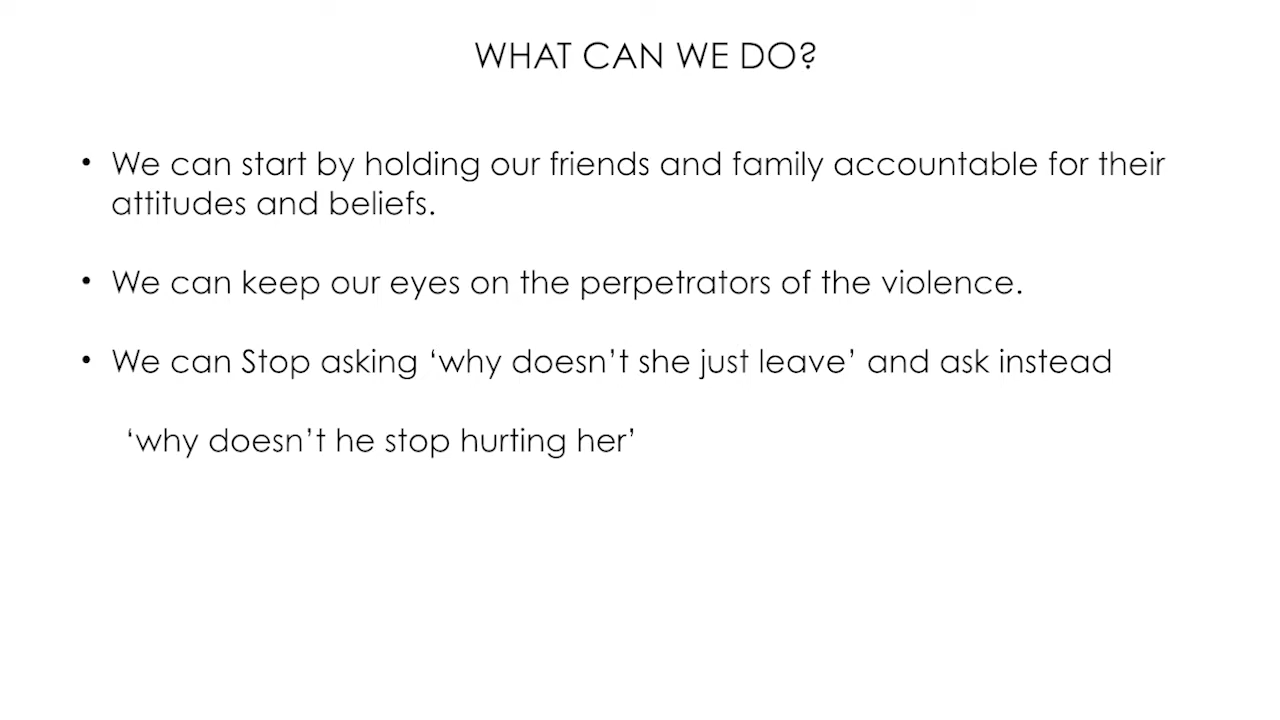 WHAT CAN WE DO?
• We can start by holding our friends and family accountable for their
attitudes and beliefs.
• We can keep our eyes on the perpetrators of the violence.
• We can Stop asking ‘why doesn’t she just leave’ and ask instead
‘why doesn’t he stop hurting her’